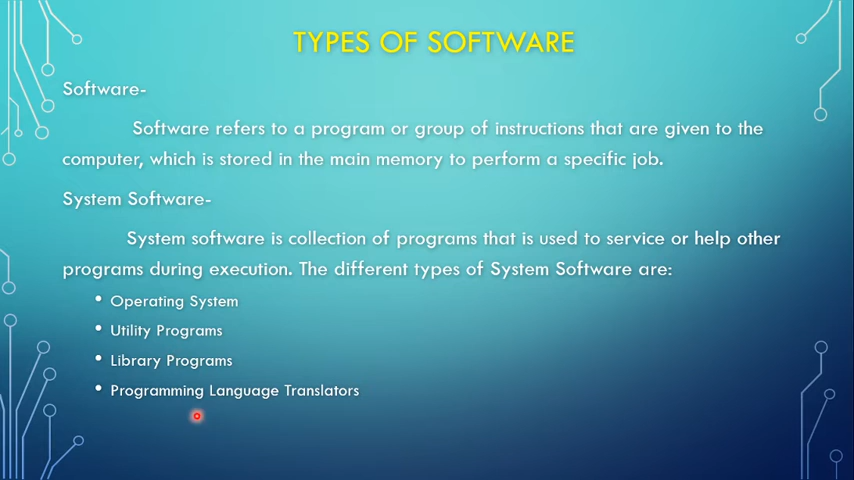 TYPES OF SOFTWARE
Software-
Software refers to a program or group of instructions that are given to the
computer, which is stored in the main memory to perform a specific job.
System Software-
System software is collection of programs that is used to service or help other
programs during execution. The different types of System Software are:
• Operating System
• Utility Programs
• Library Programs
• Programming Language Translators